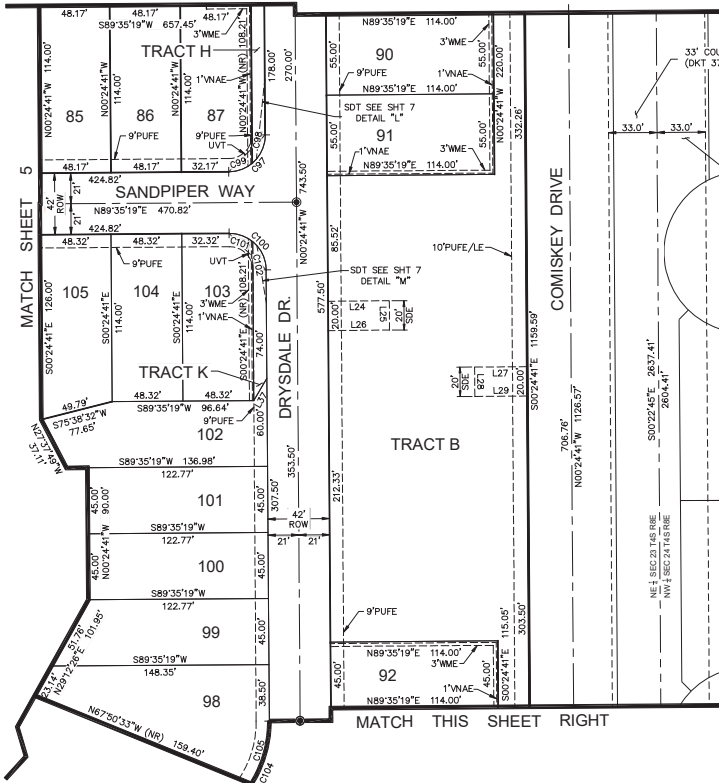 48.17'
48.17'
48.17'
S89°35'19"W 657.45'
3'WME
TRACT H
1'VNAE
N00°24'41"W
114.00'
N00°24'41"W
114.00'
N00°24'41"W
114.00'
N00°24'41"W (NR) 108.21'
178.00'
270.00'
85
86
87
9'PUFE
9'PUFE
UVT
C98
C99
C97
SDT SEE SHT 7
DETAIL "L"
48.17'
48.17'
32.17'
424.82'
42'
ROW
21'
21'
SANDPIPER WAY
N89°35'19"E 470.82'
424.82'
48.32'
48.32'
32.32'
9'PUFE
C101
C100
C102
UVT
SDT SEE SHT 7
DETAIL "M"
MATCH SHEET 5
105
104
103
3'WME
1'VNAE
S00°24'41"E
126.00'
S00°24'41"E
114.00'
S00°24'41"E
114.00'
S00°24'41"E (NR) 108.21'
74.00'
TRACT K
L37
49.79'
48.32'
48.32'
S75°38'32"W
77.65'
S89°35'19"W 96.64'
9'PUFE
N27°37'49"W
37.11'
102
60.00'
S89°35'19"W 136.98'
122.77'
101
45.00'
90.00'
N00°24'41"W
45.00'
45.00'
S89°35'19"W
122.77'
100
45.00'
S89°35'19"W
122.77'
99
45.00'
51.76'
101.95'
N29°12'26"E
23.14'
S89°35'19"W
148.35'
98
38.50'
N67°50'33"W (NR)
159.40'
C105
C104
DRYSDALE DR.
743.50'
N00°24'41"W
577.50'
353.50'
307.50'
42'
ROW
21'
21'
N89°35'19"E 114.00'
3'WME
90
55.00'
55.00'
220.00'
9'PUFE
N89°35'19"E 114.00'
N00°24'41"W
91
55.00'
55.00'
1'VNAE
3'WME
N89°35'19"E 114.00'
332.26'
85.52'
10'PUFE/LE
20.00'
L24
L25
L26
20'
SDE
20'
SDE
L27
L28
L29
20.00'
S00°24'41"E 1159.59'
TRACT B
212.33'
9'PUFE
115.05'
303.50'
N89°35'19"E 114.00'
3'WME
92
45.00'
45.00'
1'VNAE
S00°24'41"E
N89°35'19"E 114.00'
MATCH THIS SHEET RIGHT
COMISKEY DRIVE
706.76'
N00°24'41"W 1126.57'
33' COU
(DKT 37
33.0'
33.0'
S00°22'45"E 2637.41'
2604.41'
NE 1/4 SEC 23 T4S R8E
NW 1/4 SEC 24 T4S R8E